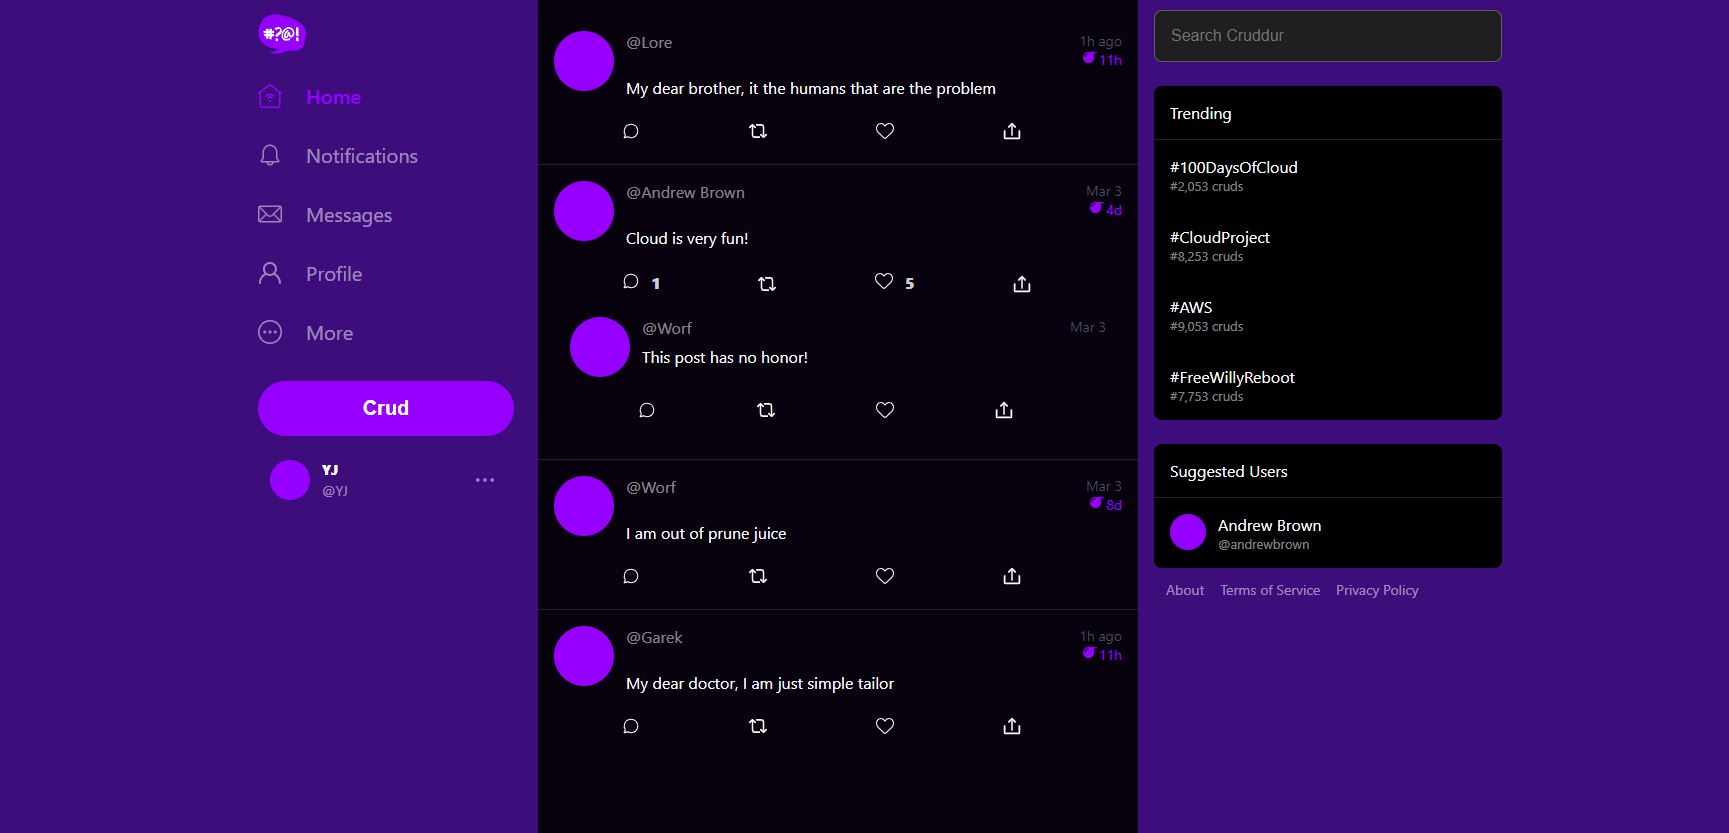 #?@!
Home
Notifications
Messages
Profile
More
Crud
YJ
@YJ
Home
@Lore
1h ago
11h
My dear brother, it the humans that are the problem
@Andrew Brown
Mar 3
4d
Cloud is very fun!
1
5
@Worf
Mar 3
This post has no honor!
@Worf
Mar 3
8d
I am out of prune juice
@Garek
1h ago
11h
My dear doctor, I am just simple tailor
Search Cruddur
Trending
#100DaysOfCloud
#2,053 cruds
#CloudProject
#8,253 cruds
#AWS
#9,053 cruds
#FreeWillyReboot
#7,753 cruds
Suggested Users
Andrew Brown
@andrewbrown
About Terms of Service Privacy Policy